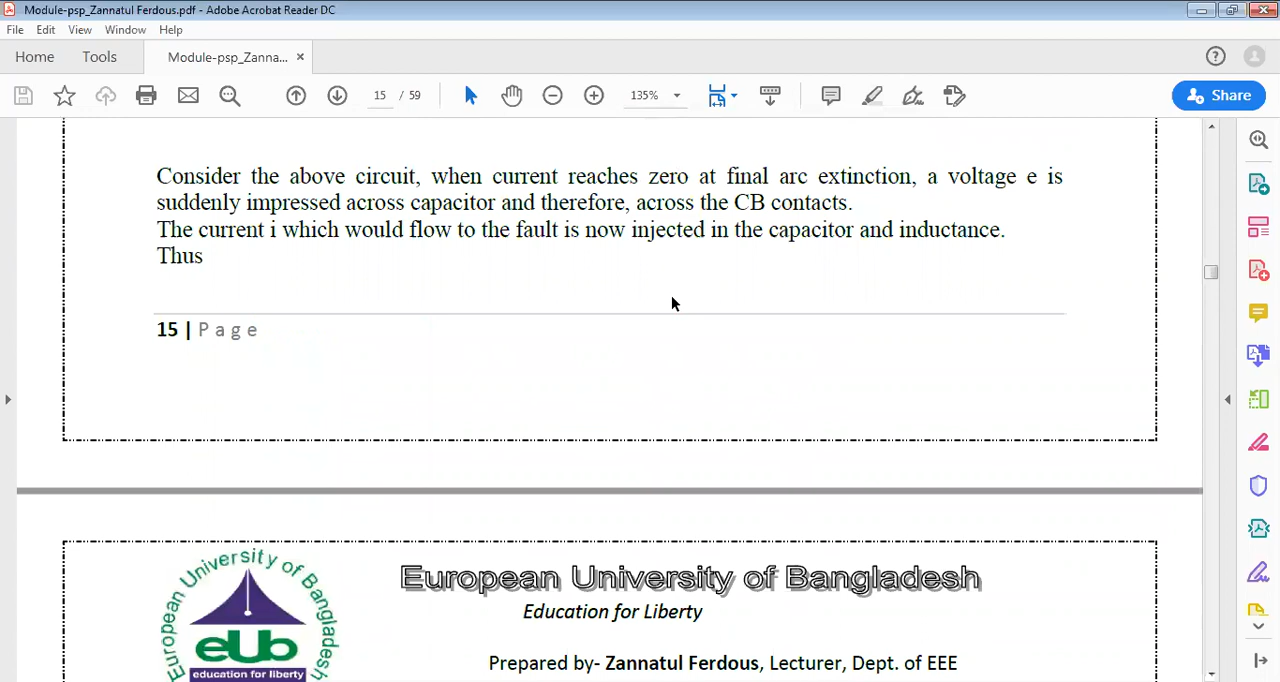 Module-psp_Zannatul Ferdous.pdf - Adobe Acrobat Reader DC
File Edit View Window Help
Home Tools Module-psp_Zanna... ×
15 / 59 135% Share
Consider the above circuit, when current reaches zero at final arc extinction, a voltage e is
suddenly impressed across capacitor and therefore, across the CB contacts.
The current i which would flow to the fault is now injected in the capacitor and inductance.
Thus
15 | P a g e
European University of Bangladesh
eUb
education for liberty
European University of Bangladesh
Education for Liberty
Prepared by- Zannatul Ferdous, Lecturer, Dept. of EEE